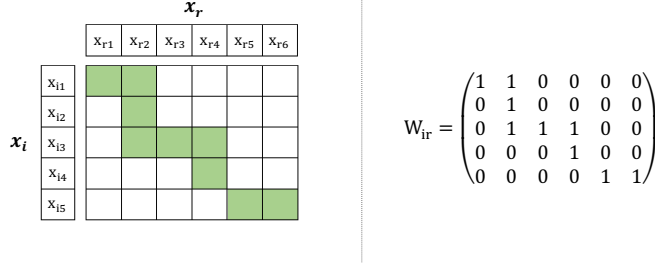 x_r
x_r1 x_r2 x_r3 x_r4 x_r5 x_r6
x_i
x_i1
x_i2
x_i3
x_i4
x_i5
W_ir =
1 1 0 0 0 0
0 1 0 0 0 0
0 1 1 1 0 0
0 0 0 1 0 0
0 0 0 0 1 1